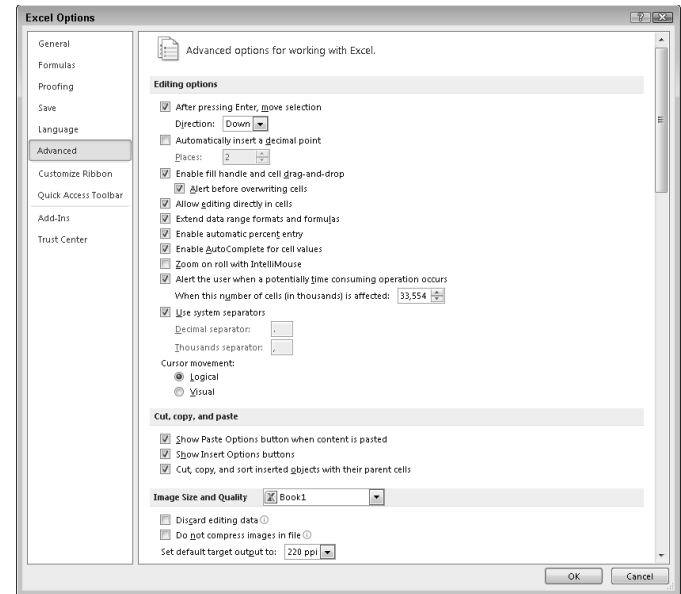 Excel Options
General
Formulas
Proofing
Save
Language
Advanced
Customize Ribbon
Quick Access Toolbar
Add-Ins
Trust Center
Advanced options for working with Excel.
Editing options
After pressing Enter, move selection
Direction: Down
Automatically insert a decimal point
Places: 2
Enable fill handle and cell drag-and-drop
Alert before overwriting cells
Allow editing directly in cells
Extend data range formats and formulas
Enable automatic percent entry
Enable AutoComplete for cell values
Zoom on roll with IntelliMouse
Alert the user when a potentially time consuming operation occurs
When this number of cells (in thousands) is affected: 33,554
Use system separators
Decimal separator: .
Thousands separator: ,
Cursor movement:
Logical
Visual
Cut, copy, and paste
Show Paste Options button when content is pasted
Show Insert Options buttons
Cut, copy, and sort inserted objects with their parent cells
Image Size and Quality Book1
Discard editing data
Do not compress images in file
Set default target output to: 220 ppi
OK Cancel